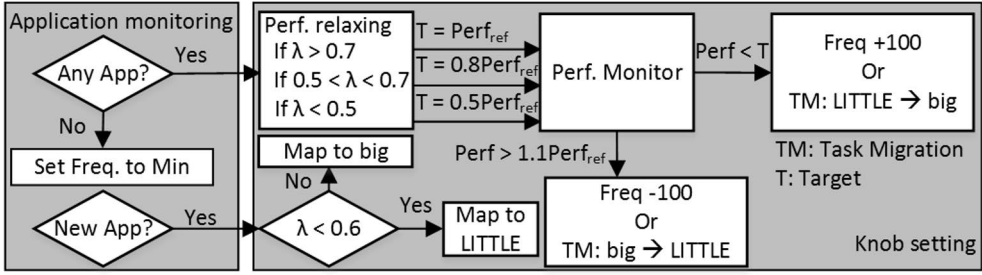 Application monitoring
Any App?
Yes
No
Set Freq. to Min
New App?
Yes
Perf. relaxing
If λ > 0.7
If 0.5 < λ < 0.7
If λ < 0.5
T = Perfref
T = 0.8Perfref
T = 0.5Perfref
Perf. Monitor
Perf < T
Freq +100
Or
TM: LITTLE → big
TM: Task Migration
T: Target
Perf > 1.1Perfref
Freq -100
Or
TM: big → LITTLE
Map to big
No
λ < 0.6
Yes
Map to
LITTLE
Knob setting